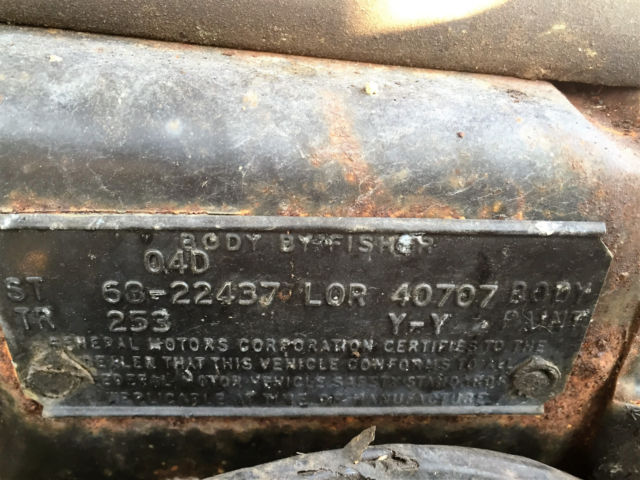 BODY BY FISHER
04D
ST 68-22437 LOR 40707 BODY
TR 253 Y-Y PAINT
GENERAL MOTORS CORPORATION CERTIFIES TO THE
DEALER THAT THIS VEHICLE CONFORMS TO ALL
FEDERAL MOTOR VEHICLE SAFETY STANDARDS
APPLICABLE AT TIME OF MANUFACTURE